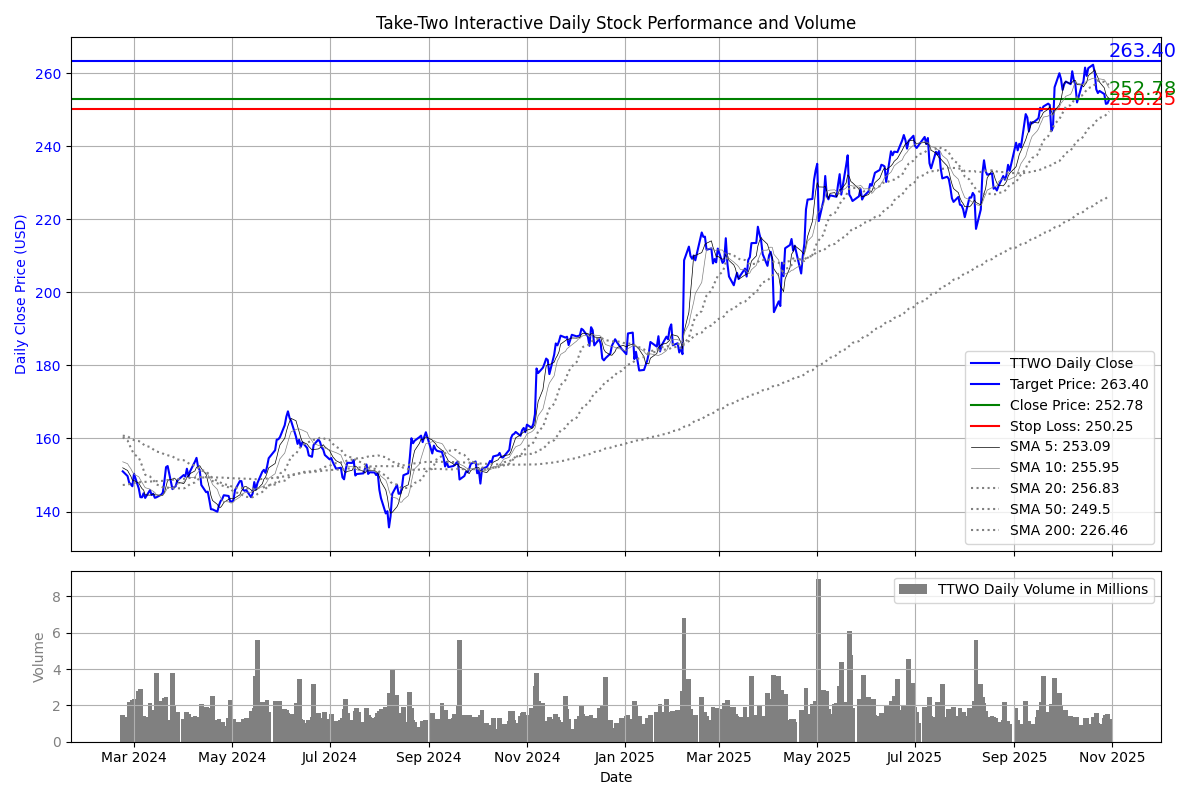 Take-Two Interactive Daily Stock Performance and Volume
263.40
252.78
250.25
260
240
220
200
180
160
140
Daily Close Price (USD)
TTWO Daily Close
Target Price: 263.40
Close Price: 252.78
Stop Loss: 250.25
SMA 5: 253.09
SMA 10: 255.95
SMA 20: 256.83
SMA 50: 249.5
SMA 200: 226.46
TTWO Daily Volume in Millions
8
6
4
2
0
Volume
Mar 2024 May 2024 Jul 2024 Sep 2024 Nov 2024 Jan 2025 Mar 2025 May 2025 Jul 2025 Sep 2025 Nov 2025
Date